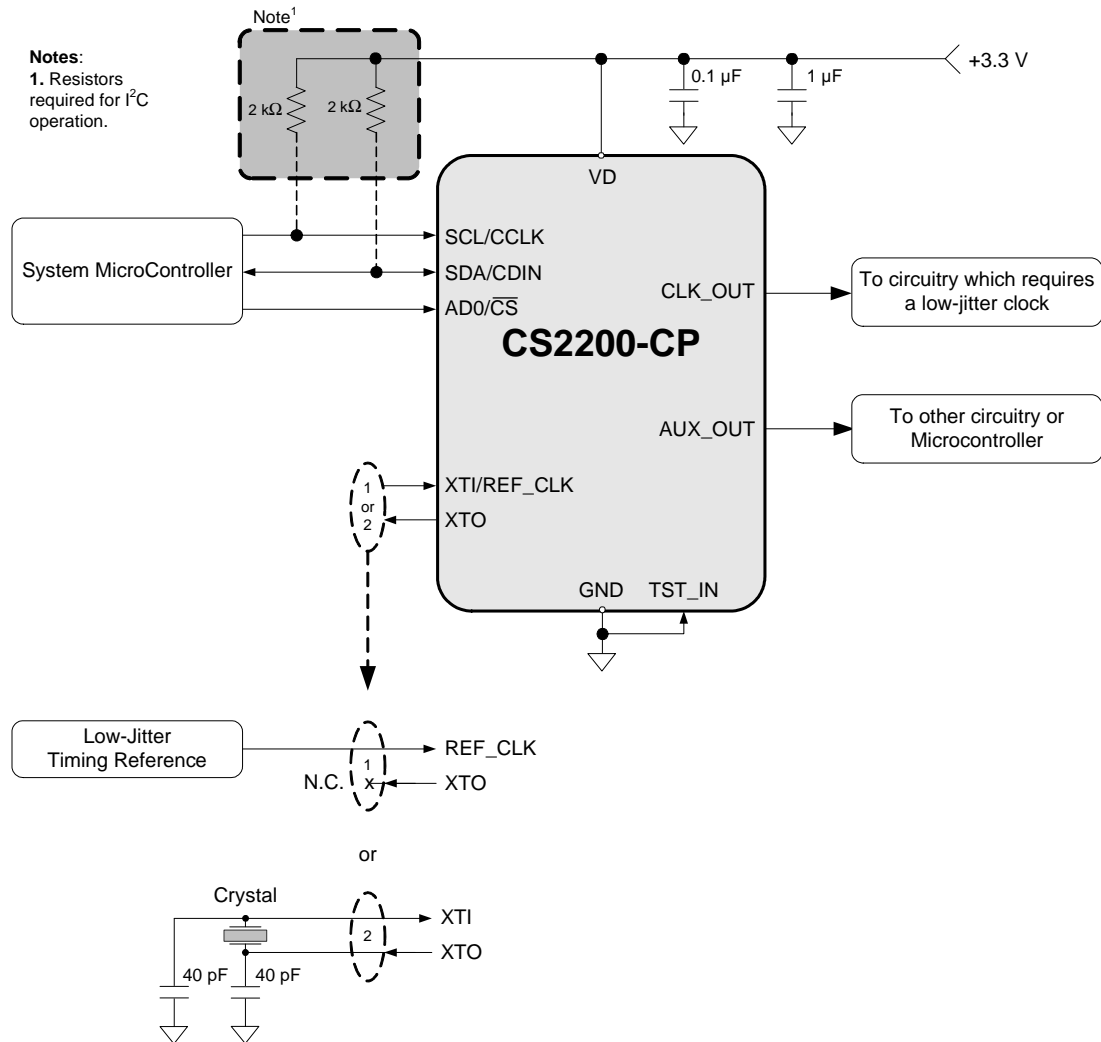 Note¹
Notes:
1. Resistors
required for I²C
operation.
2 kΩ
2 kΩ
0.1 µF
1 µF
+3.3 V
VD
System MicroController
SCL/CCLK
SDA/CDIN
AD0/C̅S̅
CLK_OUT
To circuitry which requires
a low-jitter clock
CS2200-CP
AUX_OUT
To other circuitry or
Microcontroller
1
or
2
XTI/REF_CLK
XTO
GND
TST_IN
Low-Jitter
Timing Reference
1
REF_CLK
N.C.
x
XTO
or
Crystal
XTI
2
XTO
40 pF
40 pF